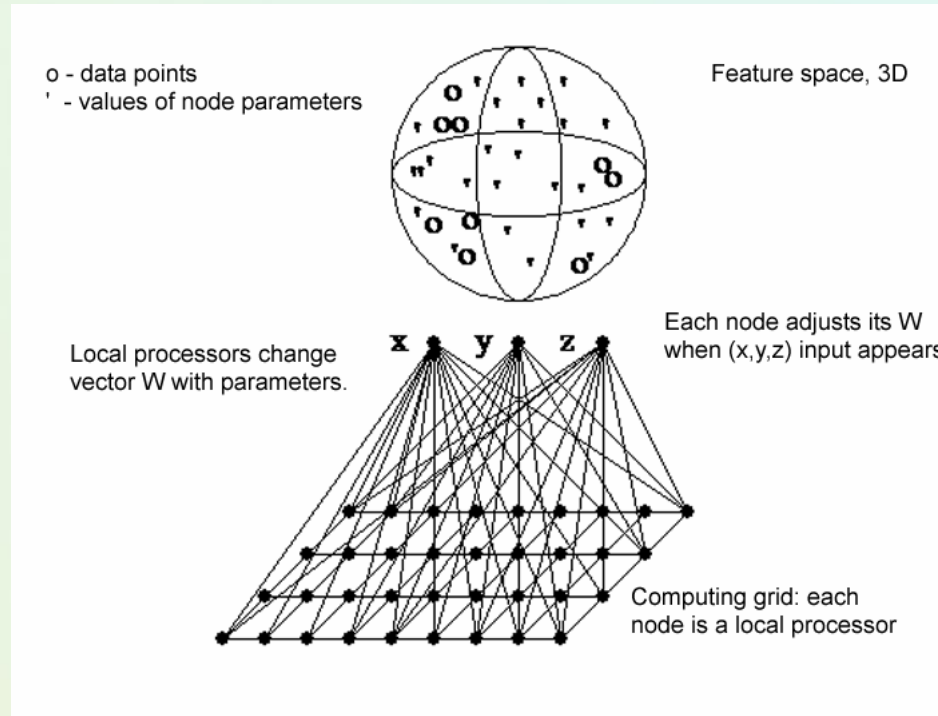 o - data points
' - values of node parameters
Feature space, 3D
x y z
Each node adjusts its W
when (x,y,z) input appears
Local processors change
vector W with parameters.
Computing grid: each
node is a local processor